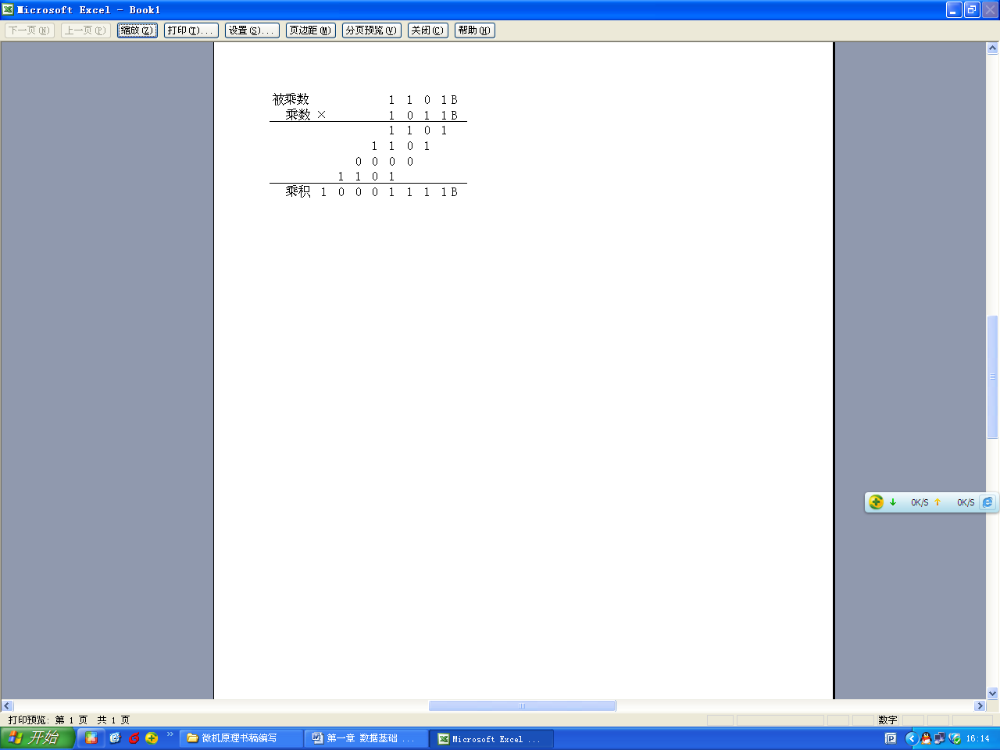 Microsoft Excel - Book1
下一页(N) 上一页(P) 缩放(Z) 打印(T)... 设置(S)... 页边距(M) 分页预览(V) 关闭(C) 帮助(H)
被乘数 1 1 0 1 B
乘数 × 1 0 1 1 B
1 1 0 1
1 1 0 1
0 0 0 0
1 1 0 1
乘积 1 0 0 0 1 1 1 1 B
0K/S 0K/S
打印预览: 第 1 页 共 1 页 数字
开始 微机原理书稿编写 第一章 数据基础 ... Microsoft Excel ... 16:14